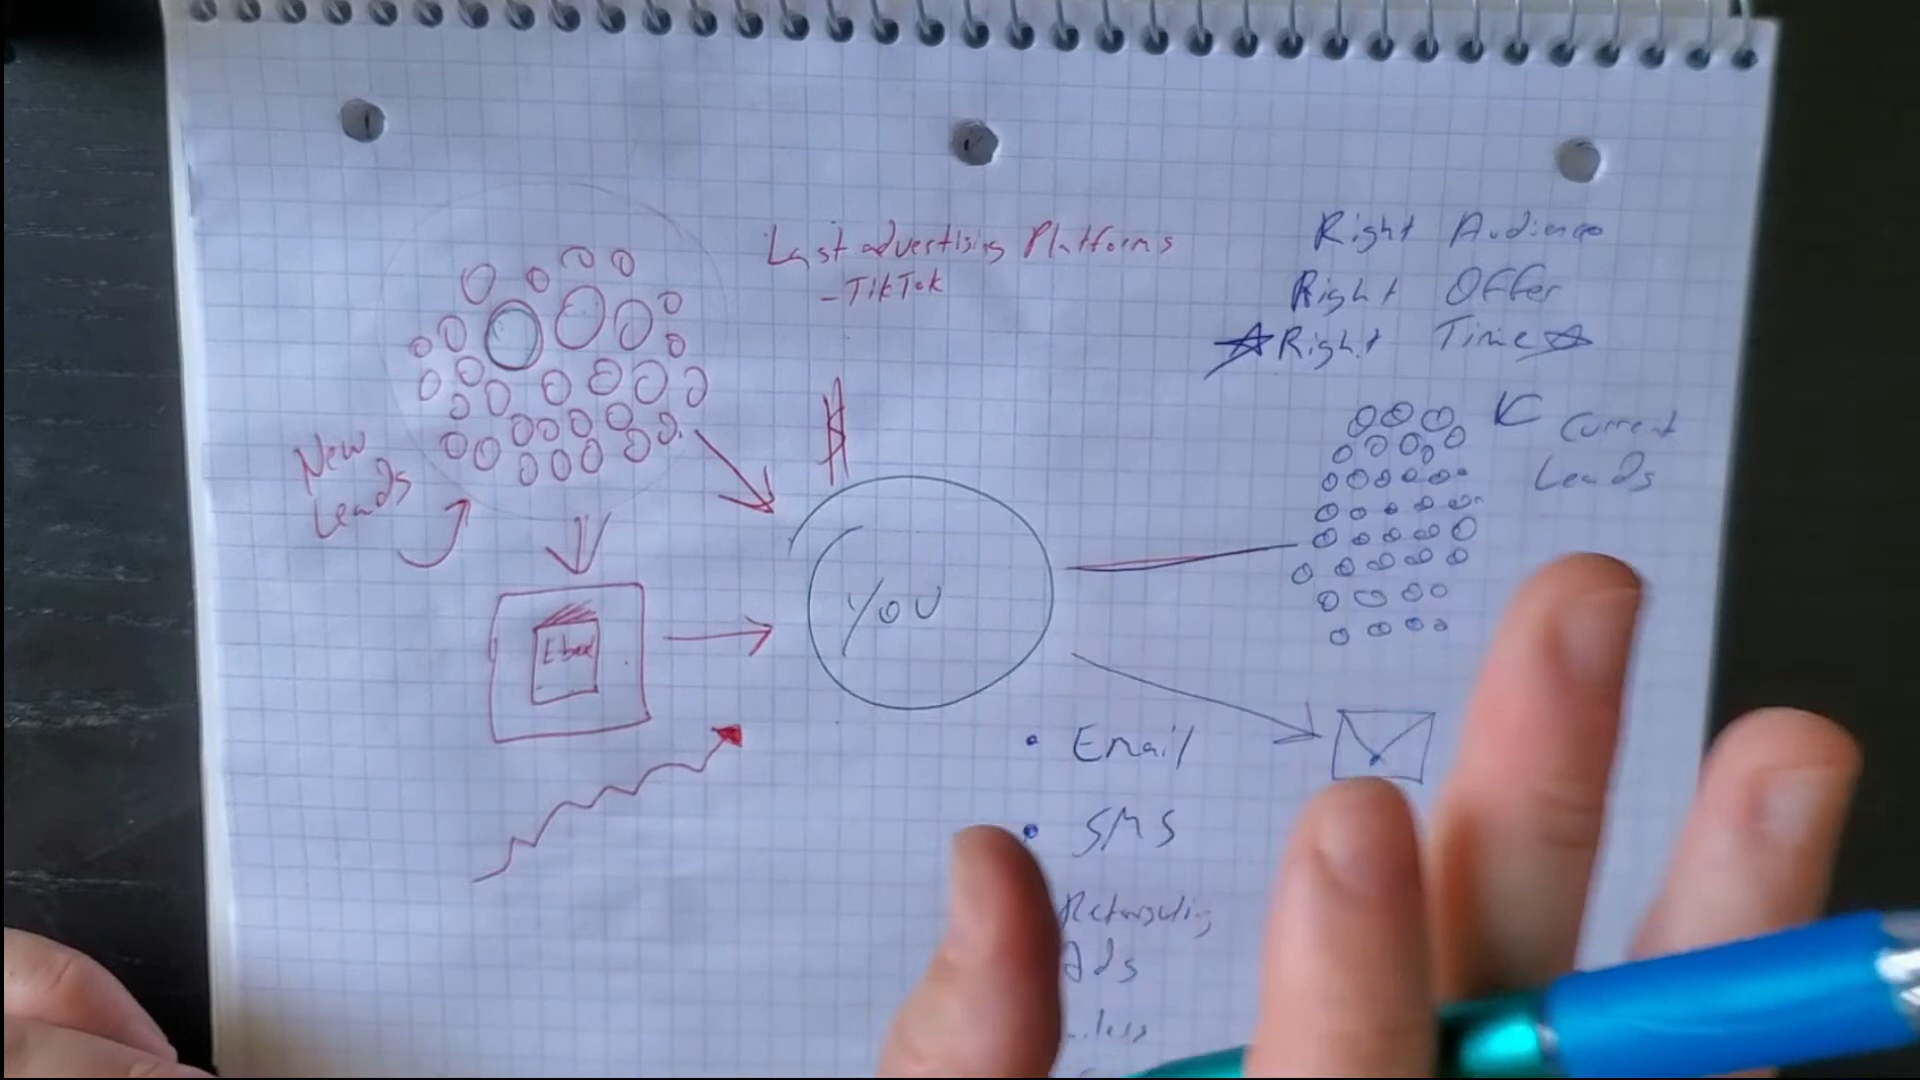 Last advertising Platforms
- TikTok
Right Audience
Right Offer
Right Time
Current
Leads
New
Leads
$
YOU
Ebook
• Email
• SMS
Retargeting
Ads